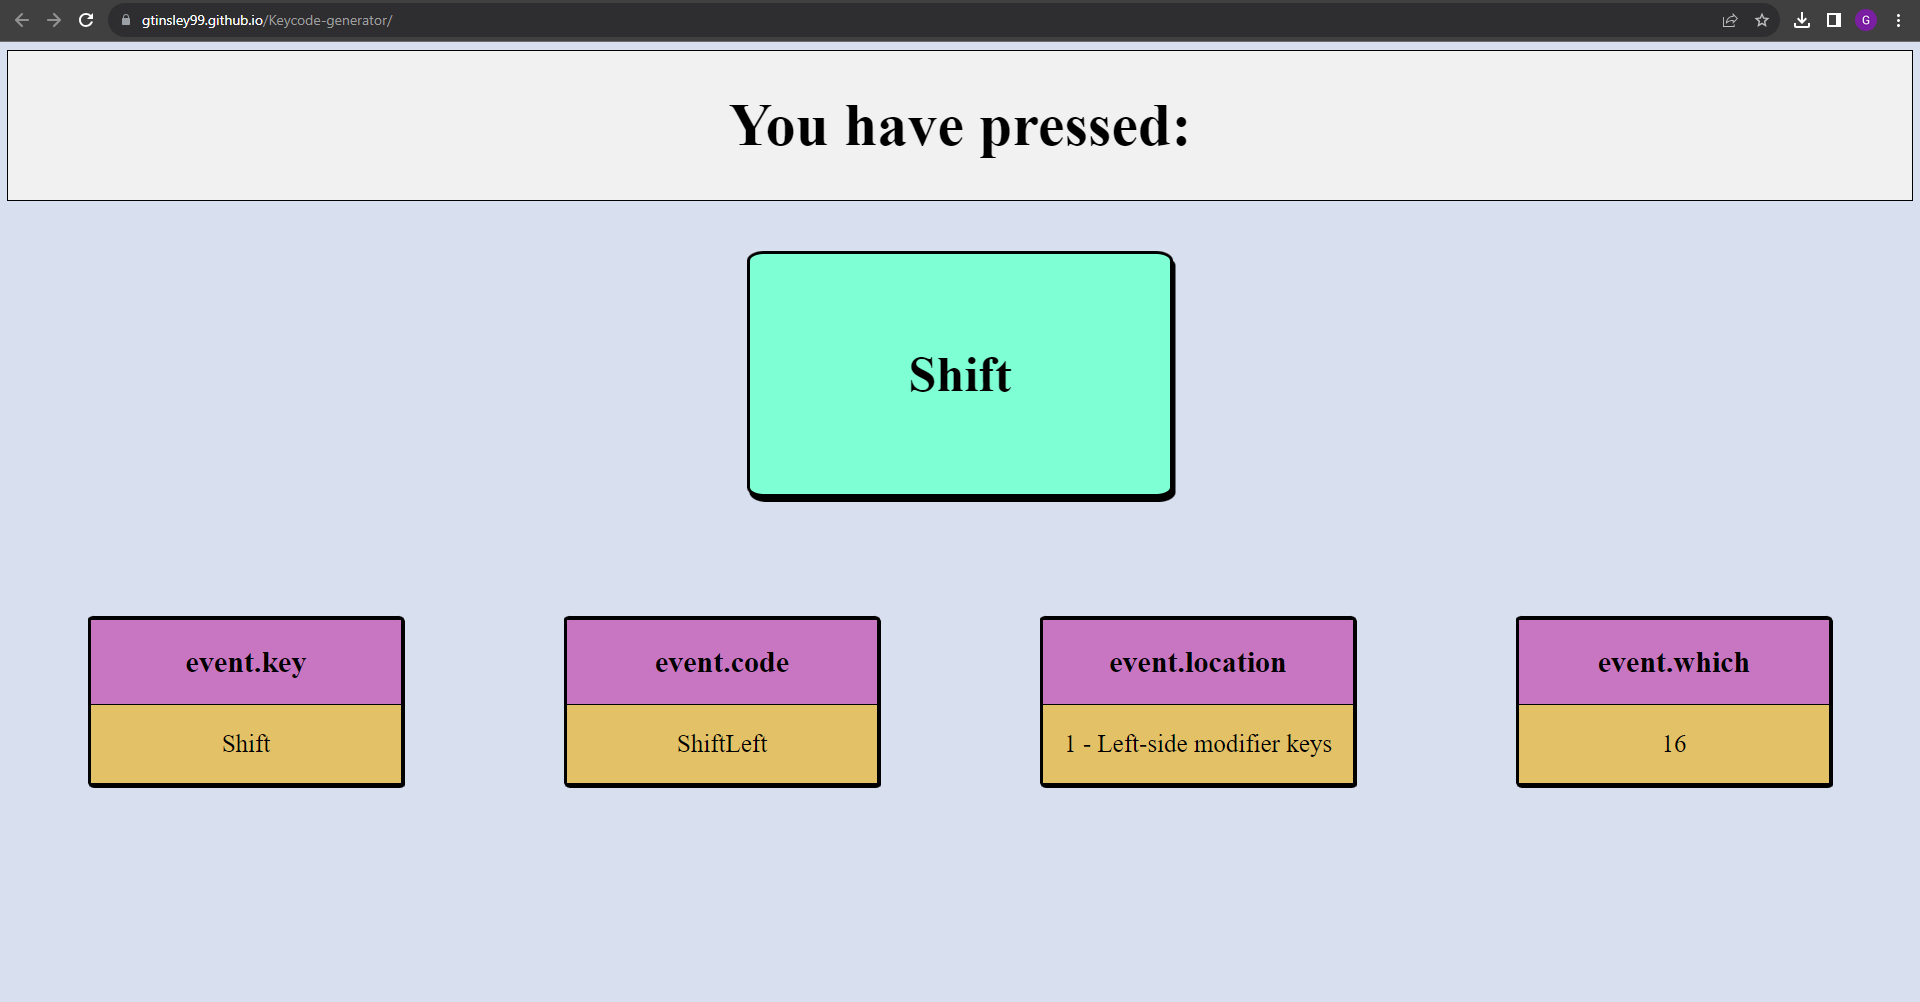 gtinsley99.github.io/Keycode-generator/
G
You have pressed:
Shift
event.key
Shift
event.code
ShiftLeft
event.location
1 - Left-side modifier keys
event.which
16